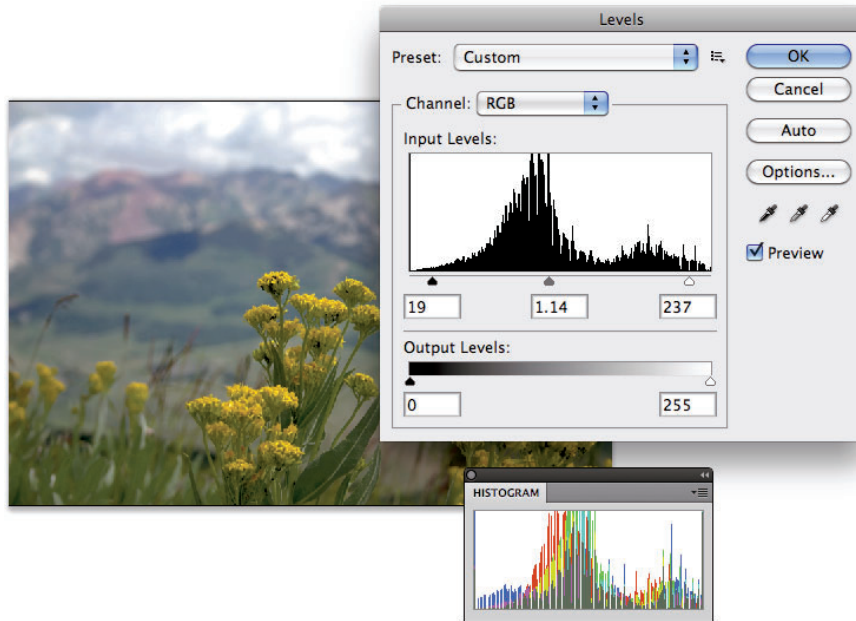 Levels
Preset: Custom
OK
Cancel
Channel: RGB
Auto
Input Levels:
Options...
Preview
19 1.14 237
Output Levels:
0 255
HISTOGRAM